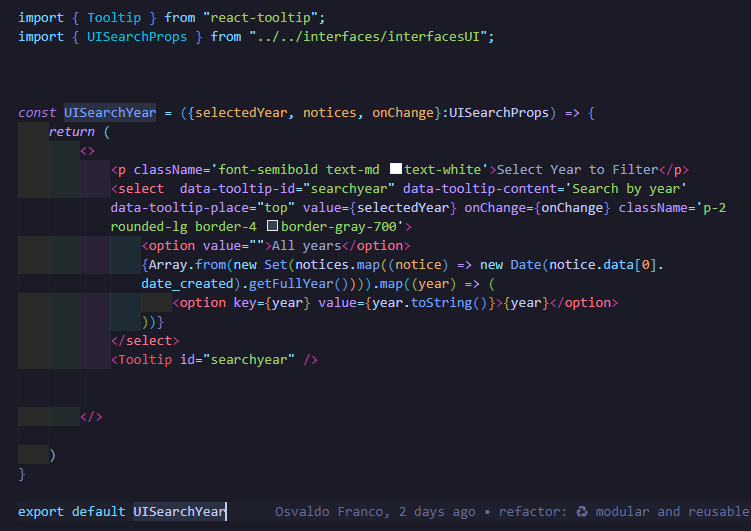 import { Tooltip } from "react-tooltip";
import { UISearchProps } from "../../interfaces/interfacesUI";
const UISearchYear = ({selectedYear, notices, onChange}:UISearchProps) => {
return (
<>
<p className='font-semibold text-md text-white'>Select Year to Filter</p>
<select  data-tooltip-id="searchyear" data-tooltip-content='Search by year'
data-tooltip-place="top" value={selectedYear} onChange={onChange} className='p-2
rounded-lg border-4 border-gray-700'>
<option value="">All years</option>
{Array.from(new Set(notices.map((notice) => new Date(notice.data[0].
date_created).getFullYear()))).map((year) => (
<option key={year} value={year.toString()}>{year}</option>
))}
</select>
<Tooltip id="searchyear" />
</>
)
}
export default UISearchYear Osvaldo Franco, 2 days ago • refactor: ♻ modular and reusable